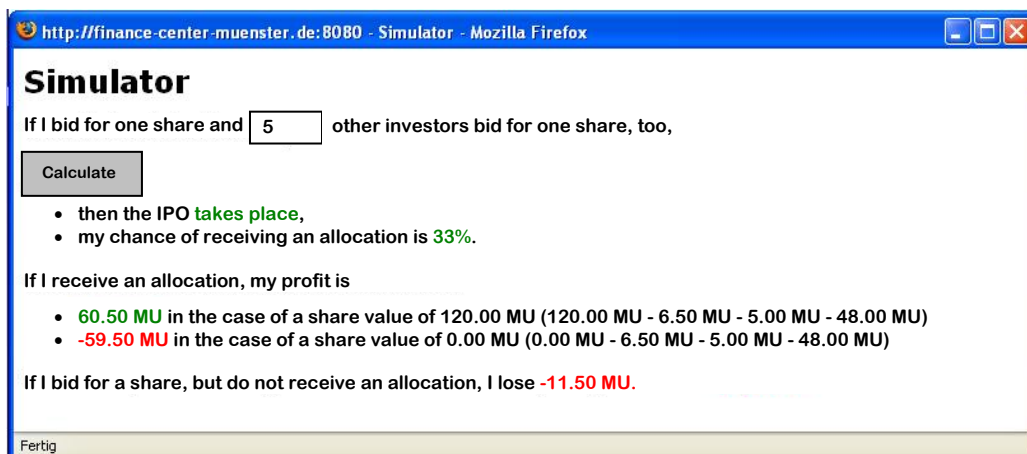 http://finance-center-muenster.de:8080 - Simulator - Mozilla Firefox
Simulator
If I bid for one share and 5 other investors bid for one share, too,
Calculate
• then the IPO takes place,
• my chance of receiving an allocation is 33%.
If I receive an allocation, my profit is
• 60.50 MU in the case of a share value of 120.00 MU (120.00 MU - 6.50 MU - 5.00 MU - 48.00 MU)
• -59.50 MU in the case of a share value of 0.00 MU (0.00 MU - 6.50 MU - 5.00 MU - 48.00 MU)
If I bid for a share, but do not receive an allocation, I lose -11.50 MU.
Fertig